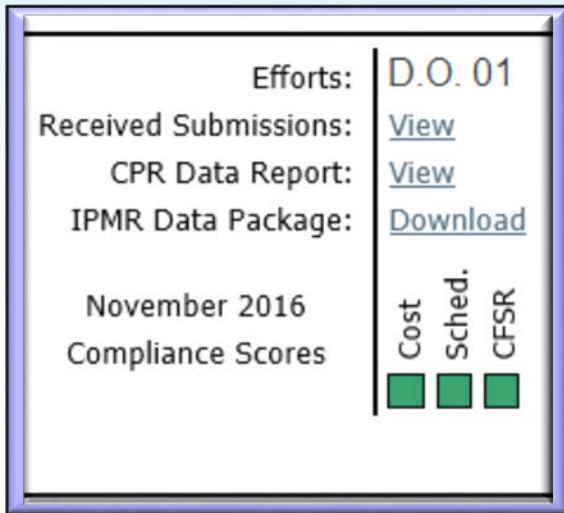 Efforts: D.O. 01
Received Submissions: View
CPR Data Report: View
IPMR Data Package: Download
November 2016
Compliance Scores
Cost
Sched.
CFSR